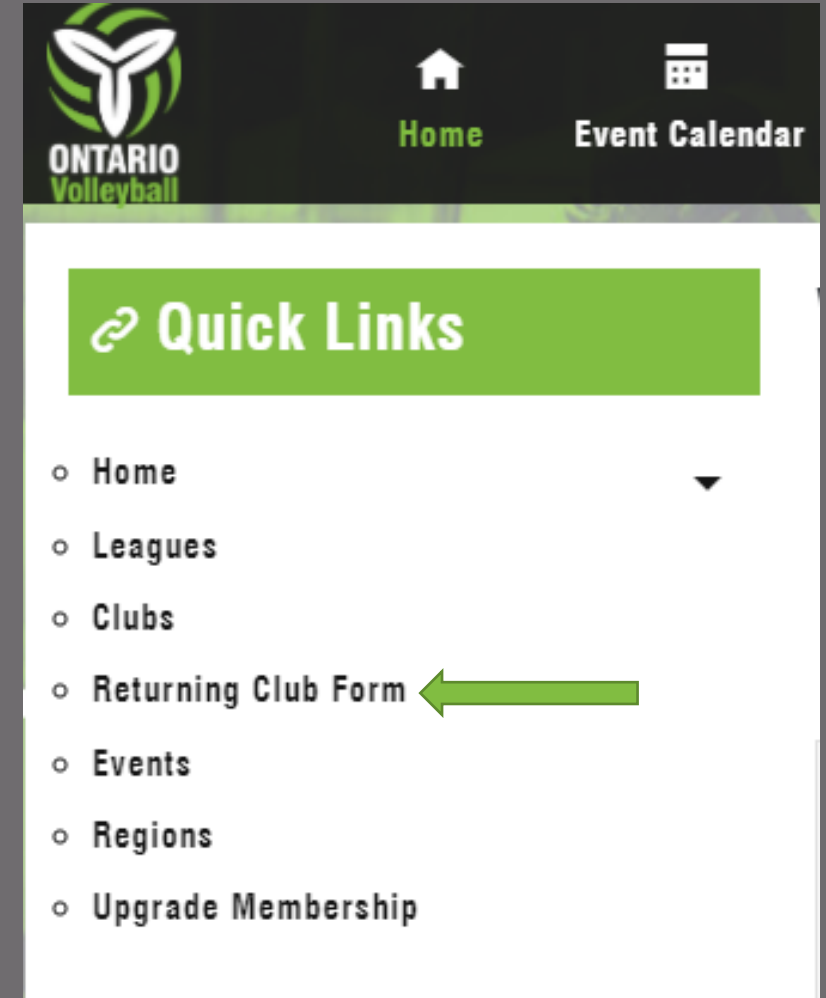 ONTARIO
Volleyball
Home
Event Calendar
Quick Links
Home
Leagues
Clubs
Returning Club Form
Events
Regions
Upgrade Membership